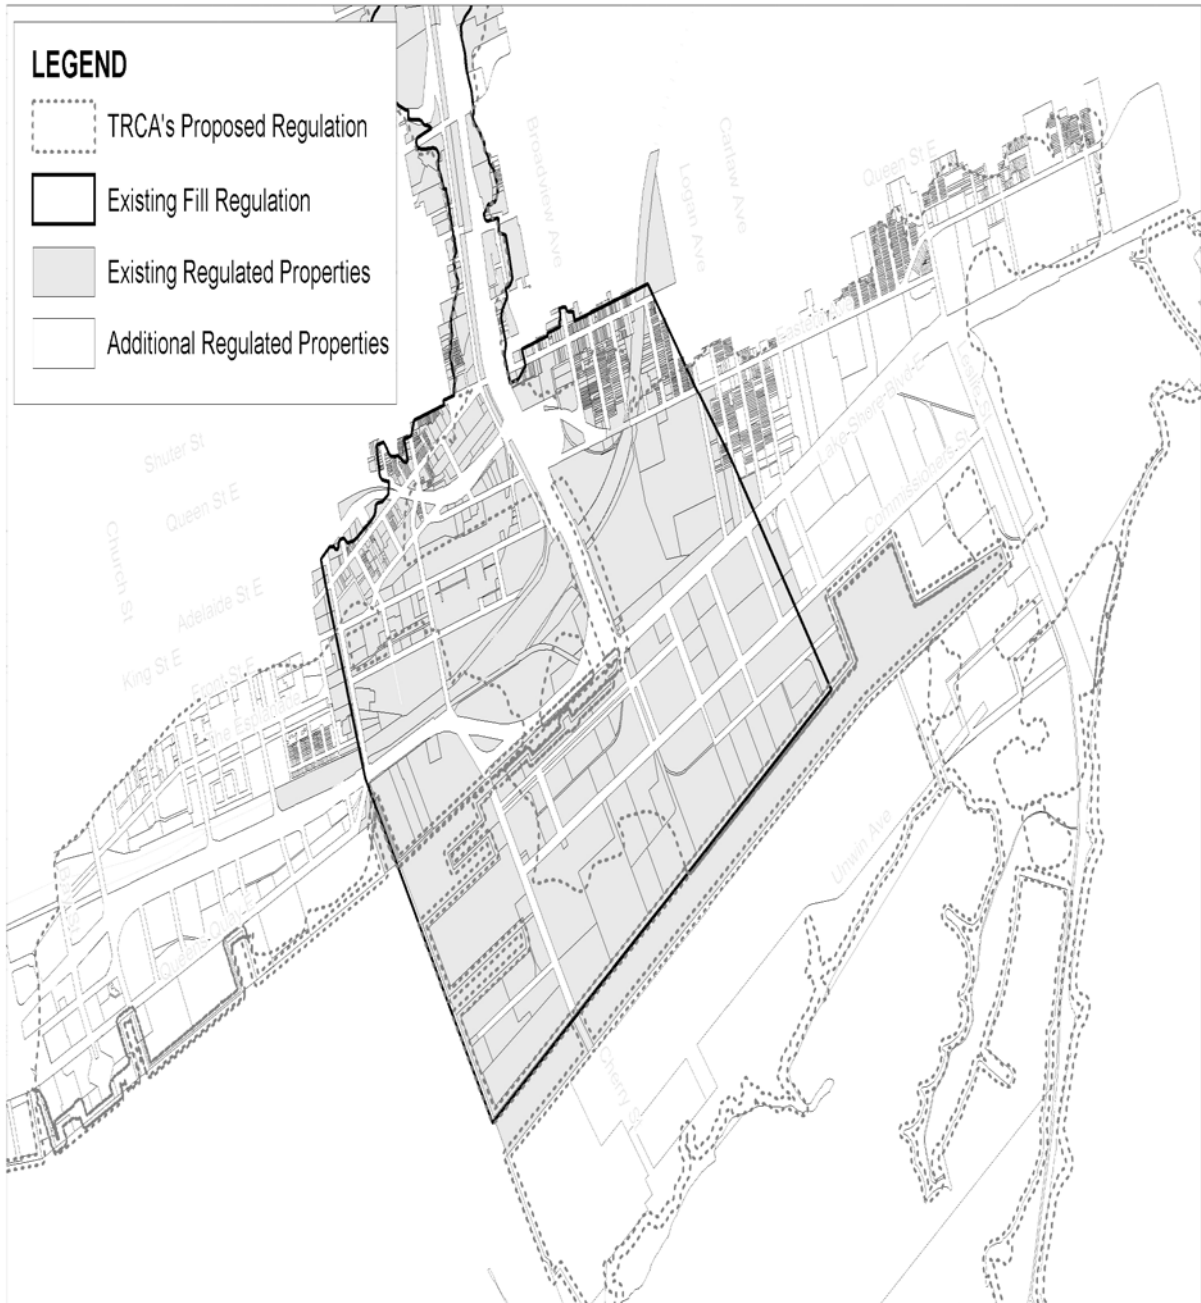 LEGEND
TRCA's Proposed Regulation
Existing Fill Regulation
Existing Regulated Properties
Additional Regulated Properties
Broadview Ave
Logan Ave
Carlaw Ave
Queen St E
Eastern Ave
Lake Shore Blvd E
Leslie St
Commissioners St
Shuter St
Queen St E
Church St
Adelaide St E
King St E
Front St E
The Esplanade
Bay St
Queens Quay E
Unwin Ave
Cherry St